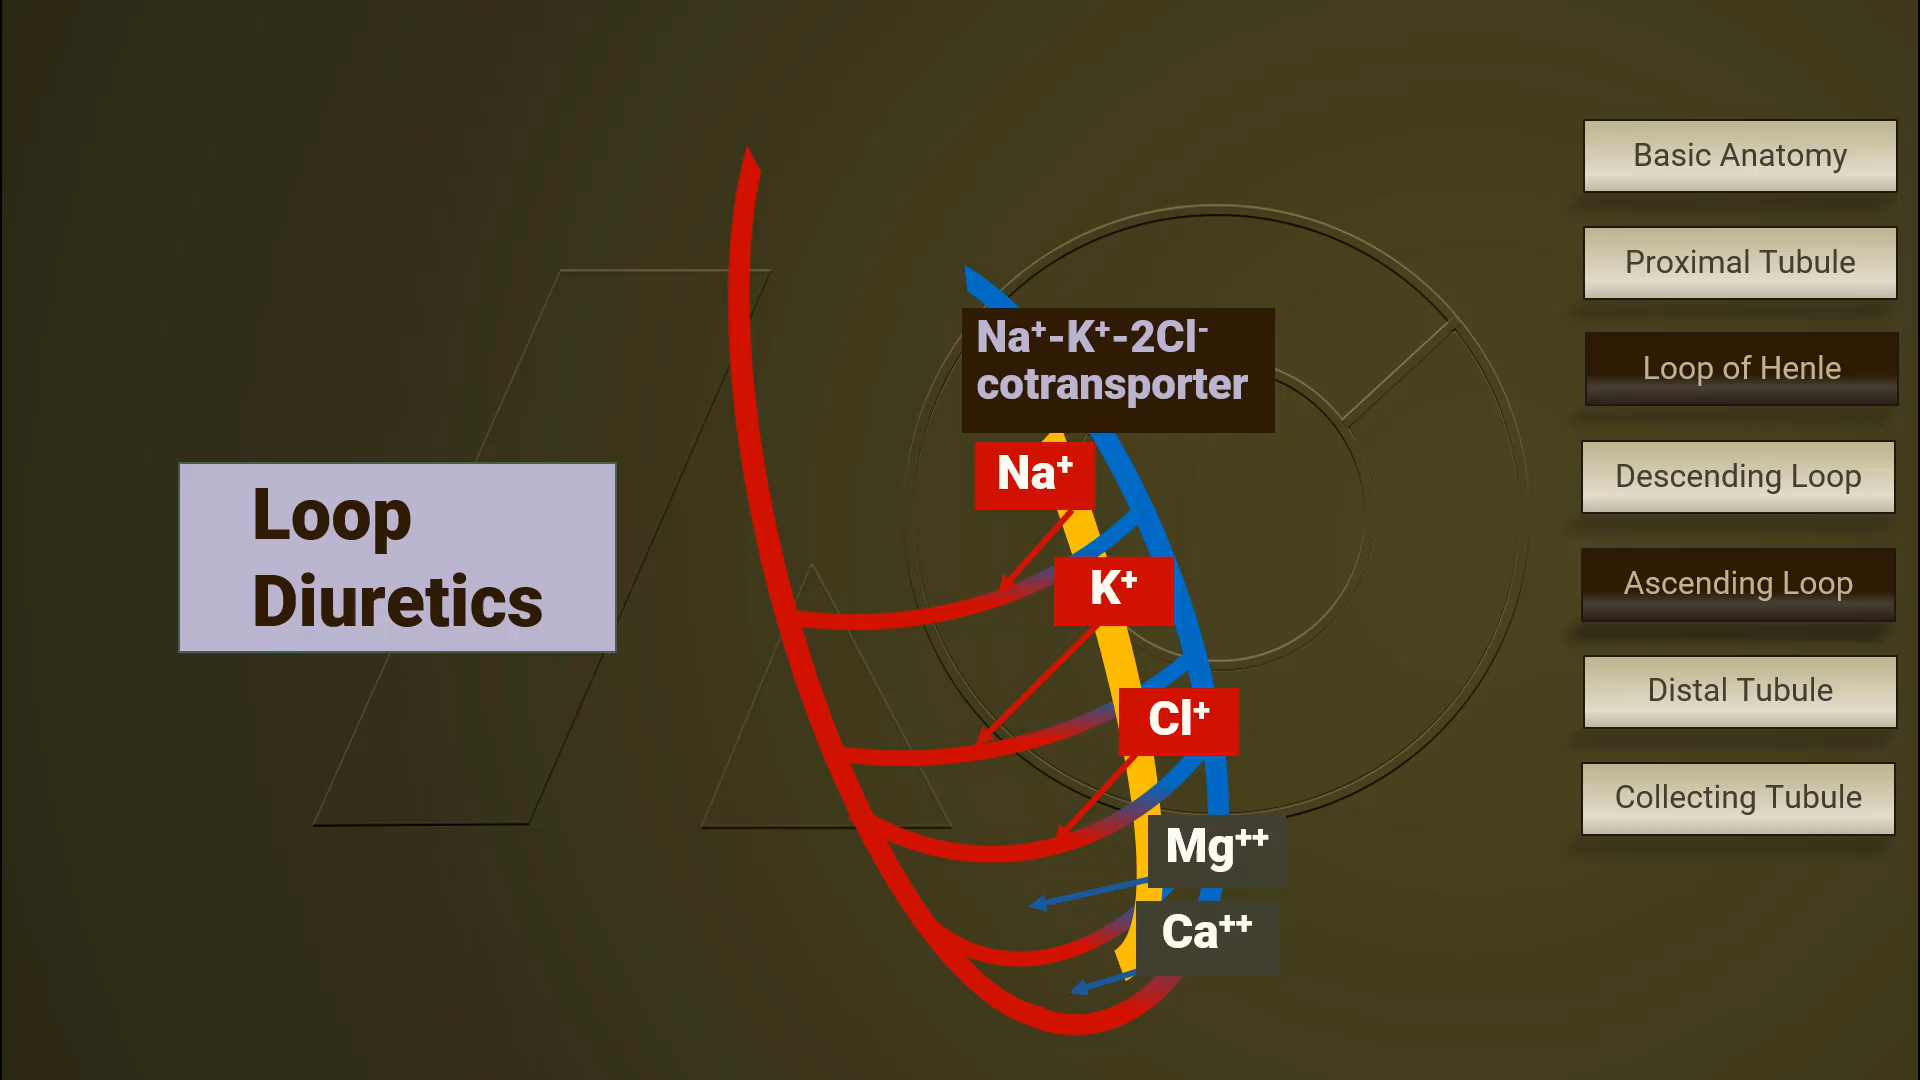 Loop
Diuretics
Na⁺-K⁺-2Cl⁻
cotransporter
Na⁺
K⁺
Cl⁺
Mg⁺⁺
Ca⁺⁺
Basic Anatomy
Proximal Tubule
Loop of Henle
Descending Loop
Ascending Loop
Distal Tubule
Collecting Tubule